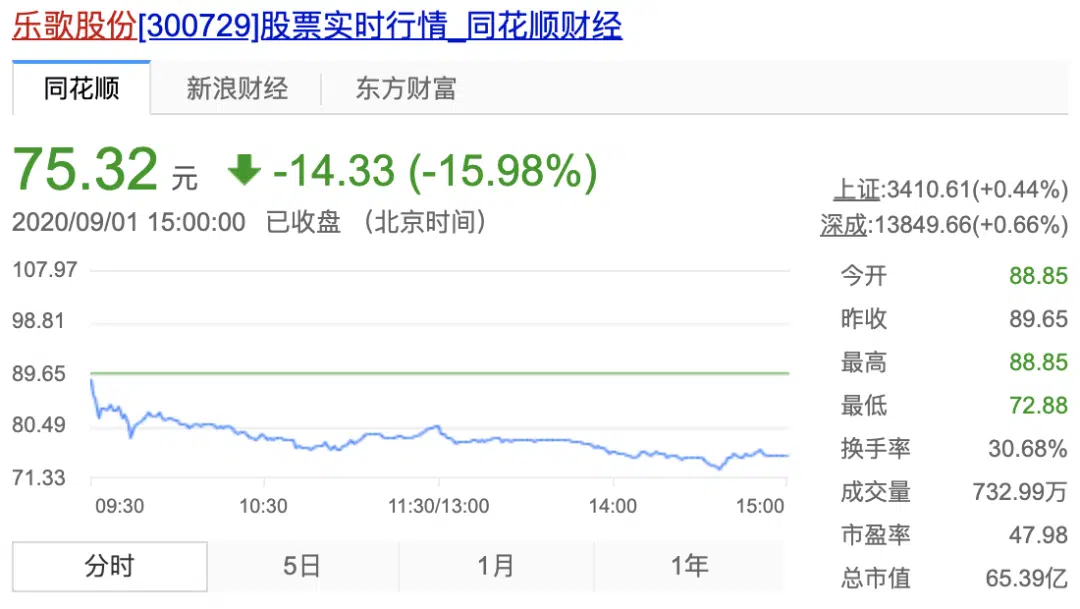 乐歌股份[300729]股票实时行情_同花顺财经
同花顺 新浪财经 东方财富
75.32 元 -14.33 (-15.98%)
2020/09/01 15:00:00 已收盘 （北京时间）
上证:3410.61(+0.44%)
深成:13849.66(+0.66%)
107.97
98.81
89.65
80.49
71.33
09:30 10:30 11:30/13:00 14:00 15:00
分时 5日 1月 1年
今开 88.85
昨收 89.65
最高 88.85
最低 72.88
换手率 30.68%
成交量 732.99万
市盈率 47.98
总市值 65.39亿